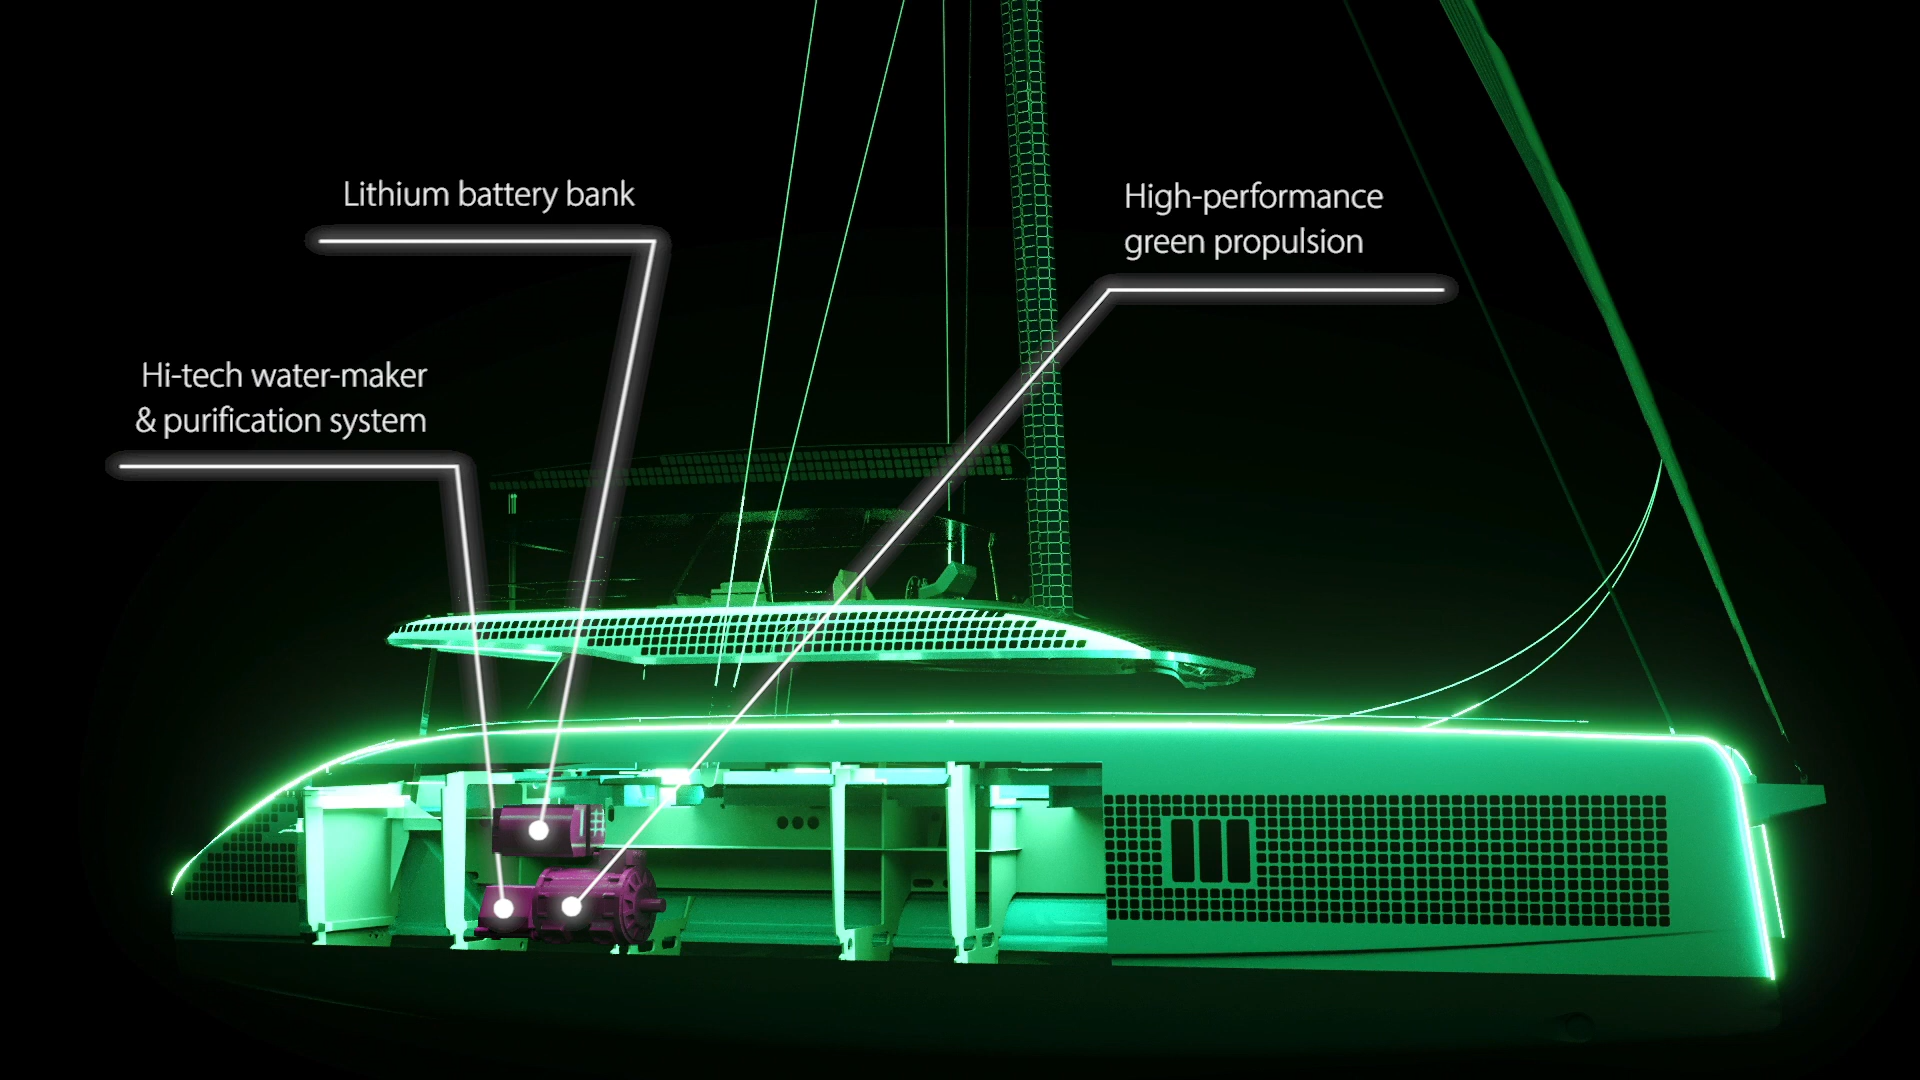 Lithium battery bank
High-performance
green propulsion
Hi-tech water-maker
& purification system